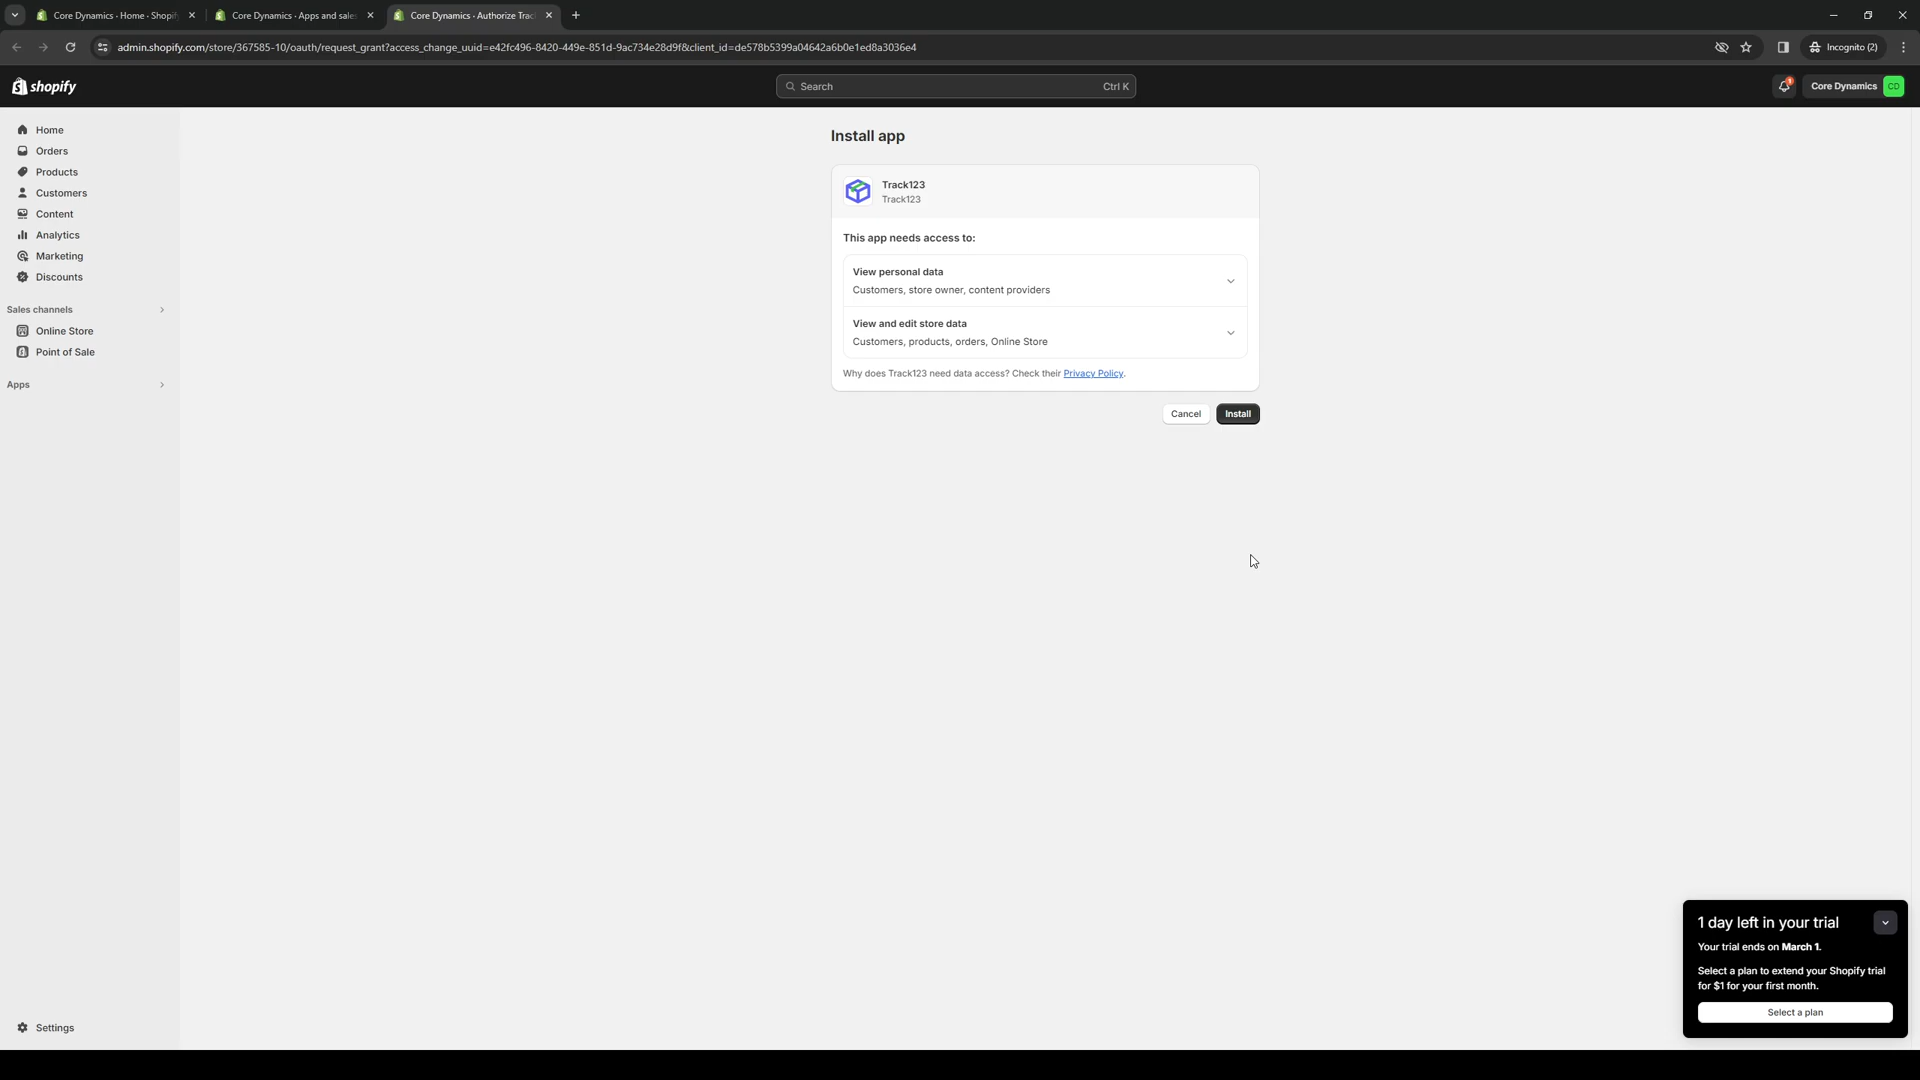 Core Dynamics · Home · Shopify
Core Dynamics · Apps and sales
Core Dynamics · Authorize Trac
admin.shopify.com/store/367585-10/oauth/request_grant?access_change_uuid=e42fc496-8420-449e-851d-9ac734e28d9f&client_id=de578b5399a04642a6b0e1ed8a3036e4
Incognito (2)
shopify
Search
Ctrl K
Core Dynamics
CD
Home
Orders
Products
Customers
Content
Analytics
Marketing
Discounts
Sales channels
Online Store
Point of Sale
Apps
Settings
Install app
Track123
Track123
This app needs access to:
View personal data
Customers, store owner, content providers
View and edit store data
Customers, products, orders, Online Store
Why does Track123 need data access? Check their Privacy Policy.
Cancel
Install
1 day left in your trial
Your trial ends on March 1.
Select a plan to extend your Shopify trial
for $1 for your first month.
Select a plan